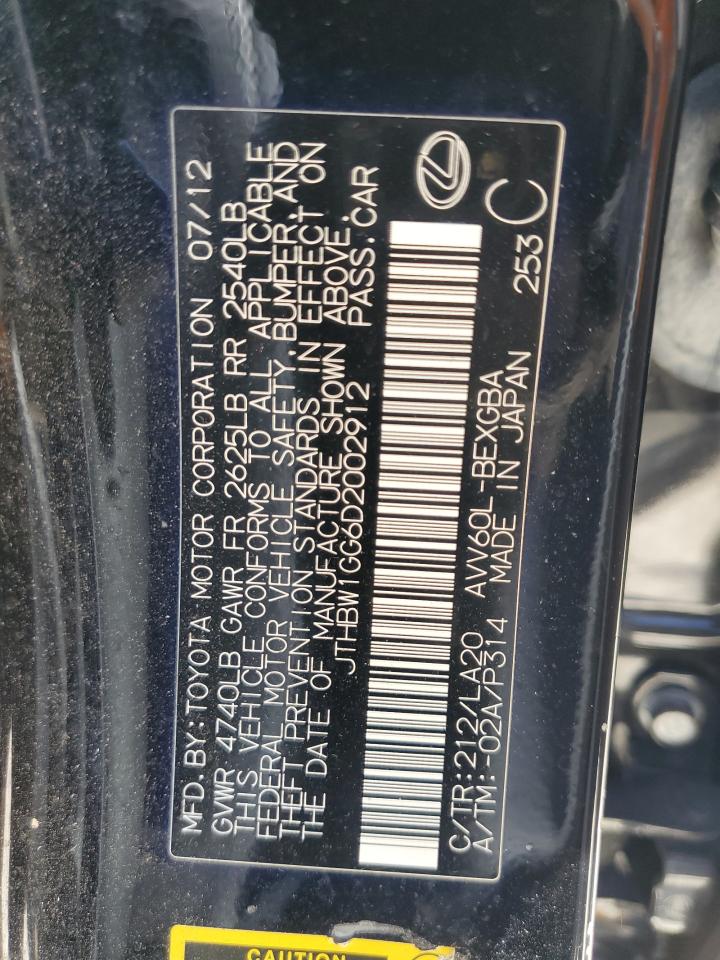 MFD.BY:TOYOTA MOTOR CORPORATION 07/12
GVWR 4740LB GAWR FR 2625LB RR 2540LB
THIS VEHICLE CONFORMS TO ALL APPLICABLE
FEDERAL MOTOR VEHICLE SAFETY,BUMPER,AND
THEFT PREVENTION STANDARDS IN EFFECT ON
THE DATE OF MANUFACTURE SHOWN ABOVE.
JTHBW1GG6D2002912 PASS.CAR
C/TR:212/LA20 AVV60L-BEXGBA 253 C
A/TM:-02A/P314 MADE IN JAPAN
CAUTION